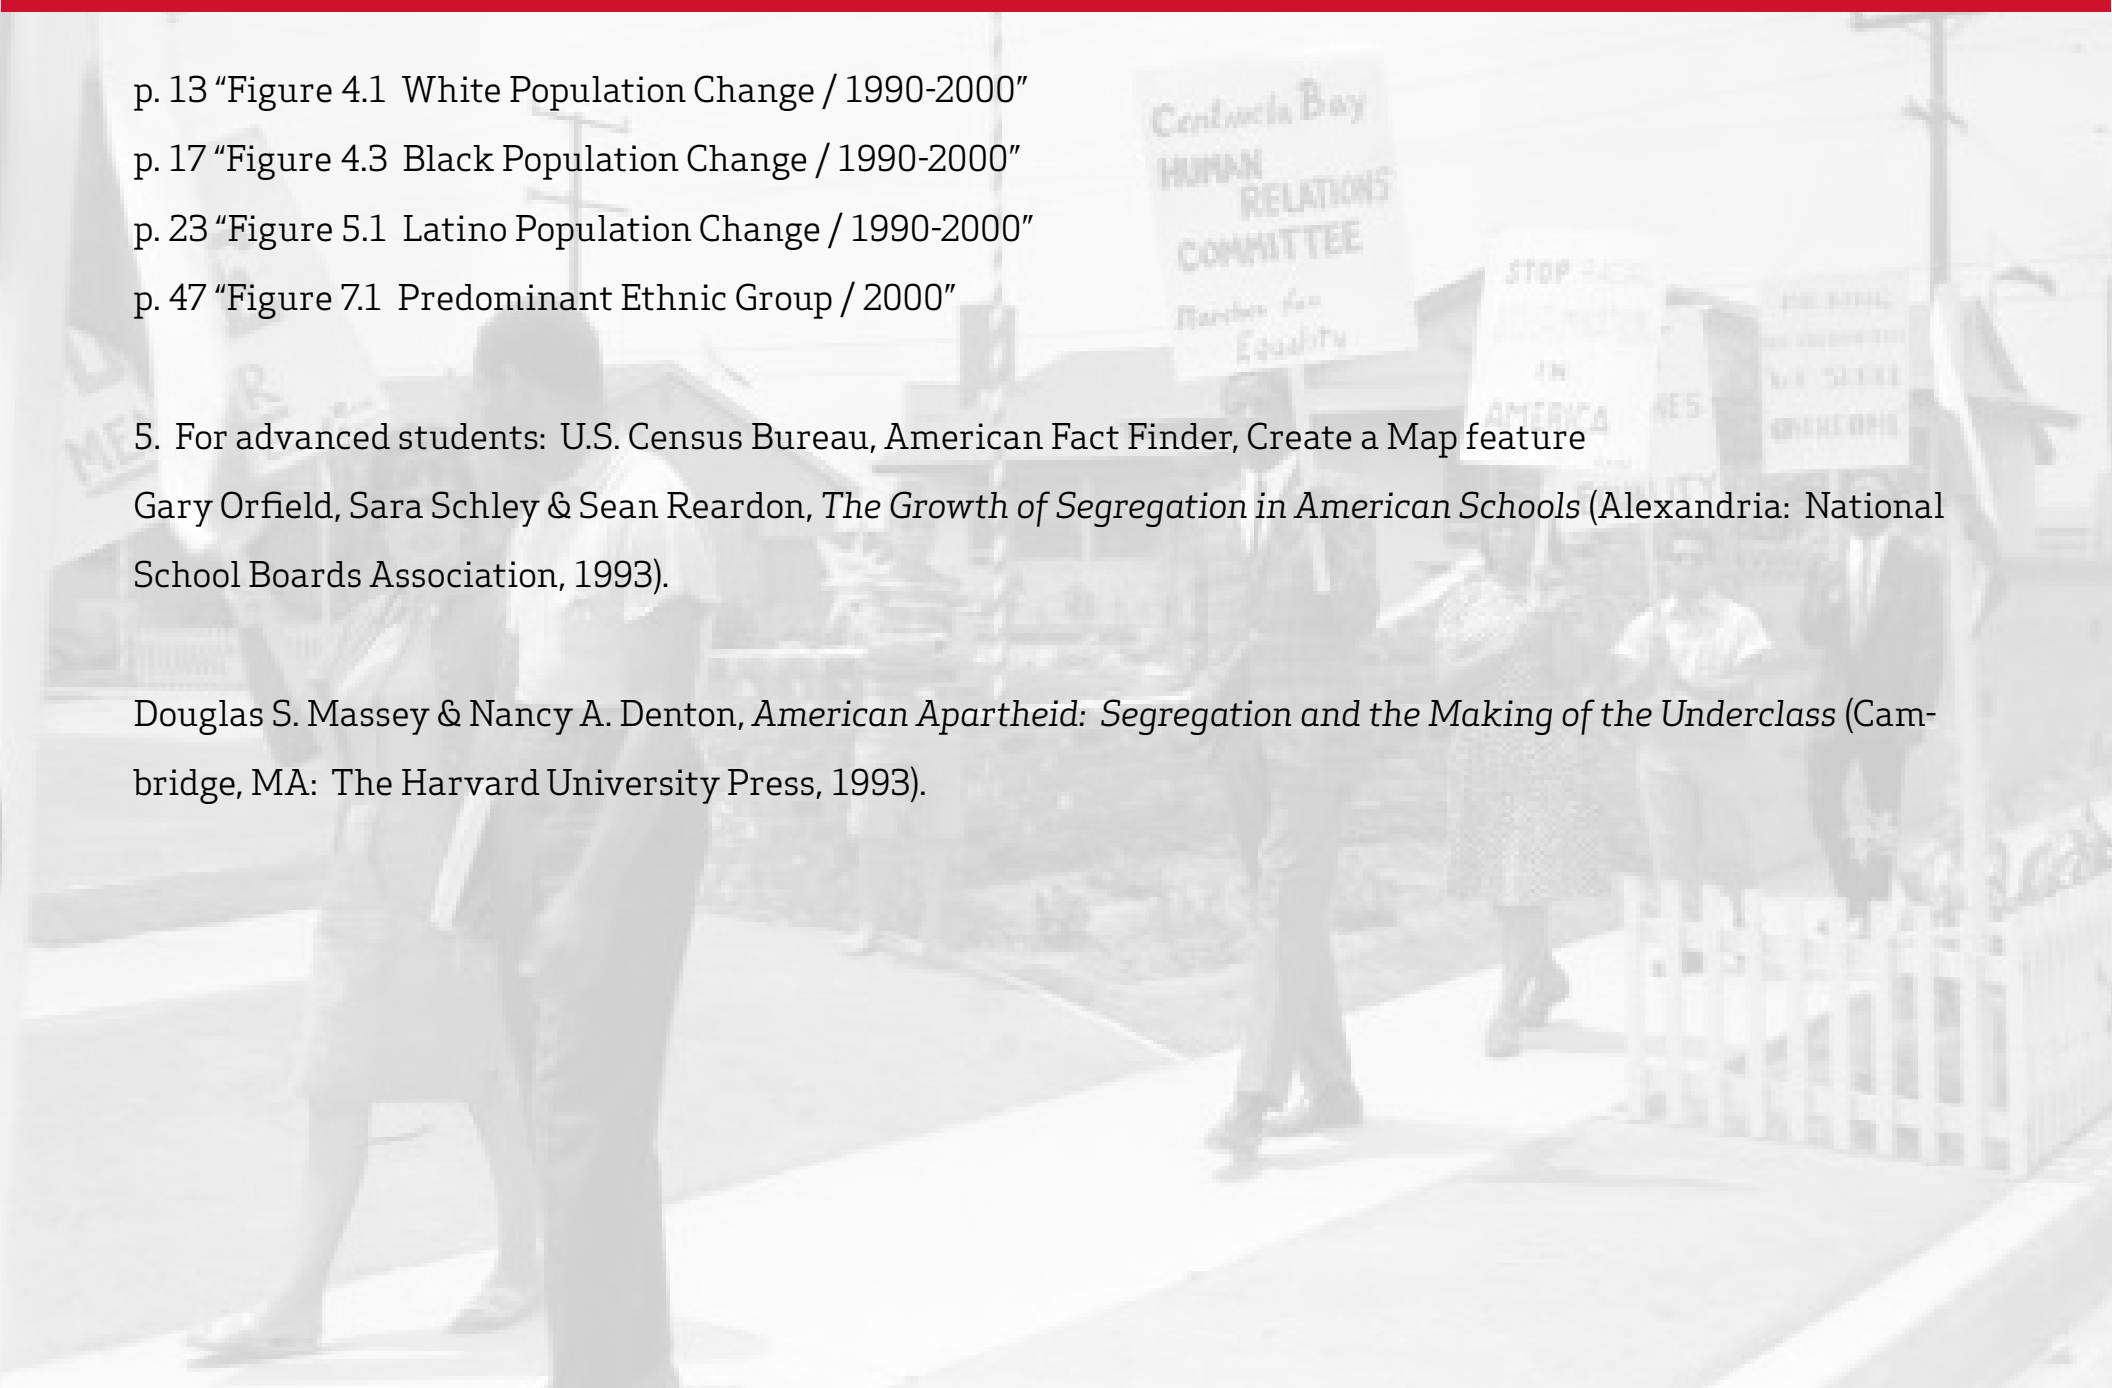 p. 13 “Figure 4.1  White Population Change / 1990-2000”
p. 17 “Figure 4.3  Black Population Change / 1990-2000”
p. 23 “Figure 5.1  Latino Population Change / 1990-2000”
p. 47 “Figure 7.1  Predominant Ethnic Group / 2000”
5.  For advanced students:  U.S. Census Bureau, American Fact Finder, Create a Map feature
Gary Orfield, Sara Schley & Sean Reardon, The Growth of Segregation in American Schools (Alexandria:  National
School Boards Association, 1993).
Douglas S. Massey & Nancy A. Denton, American Apartheid:  Segregation and the Making of the Underclass (Cam-
bridge, MA:  The Harvard University Press, 1993).
Bay
HUMAN
RELATIONS
COMMITTEE
Equality
STOP
IN
AMERICA